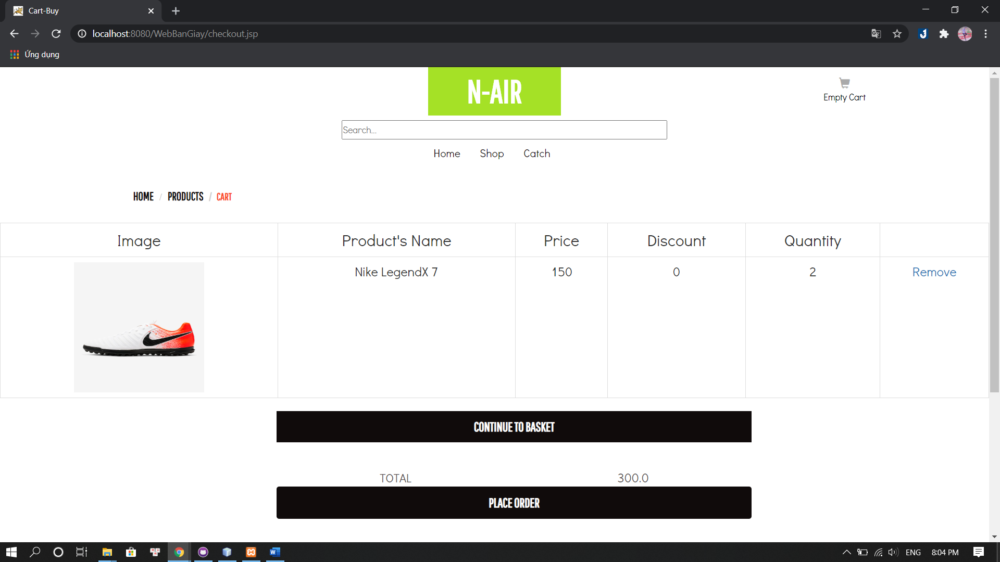 Cart-Buy
localhost:8080/WebBanGiay/checkout.jsp
Ứng dụng
N-AIR
Empty Cart
Search...
Home Shop Catch
HOME / PRODUCTS / CART
Image Product's Name Price Discount Quantity
Nike LegendX 7 150 0 2 Remove
CONTINUE TO BASKET
TOTAL 300.0
PLACE ORDER
ENG 8:04 PM